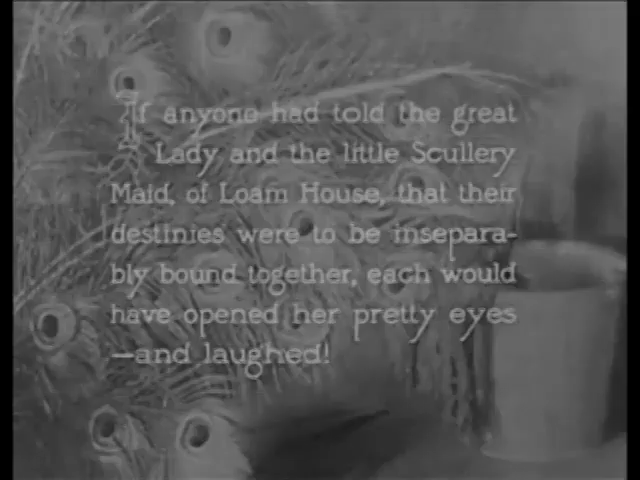 If anyone had told the great
Lady and the little Scullery
Maid, of Loam House, that their
destinies were to be insepara-
bly bound together, each would
have opened her pretty eyes
—and laughed!